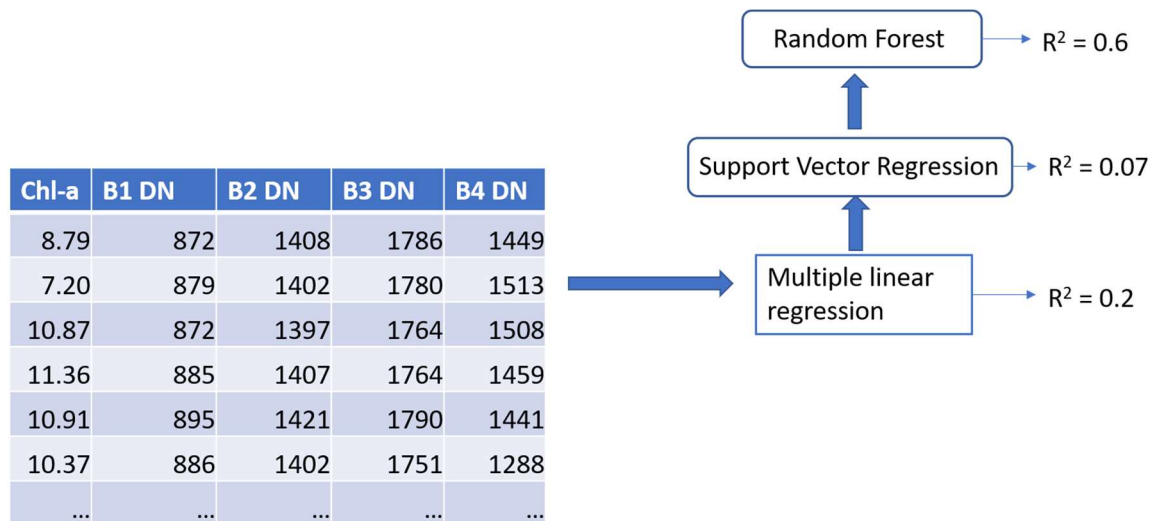 Random Forest
R² = 0.6
Support Vector Regression
R² = 0.07
Multiple linear
regression
R² = 0.2
Chl-a B1 DN B2 DN B3 DN B4 DN
8.79 872 1408 1786 1449
7.20 879 1402 1780 1513
10.87 872 1397 1764 1508
11.36 885 1407 1764 1459
10.91 895 1421 1790 1441
10.37 886 1402 1751 1288
... ... ... ... ...